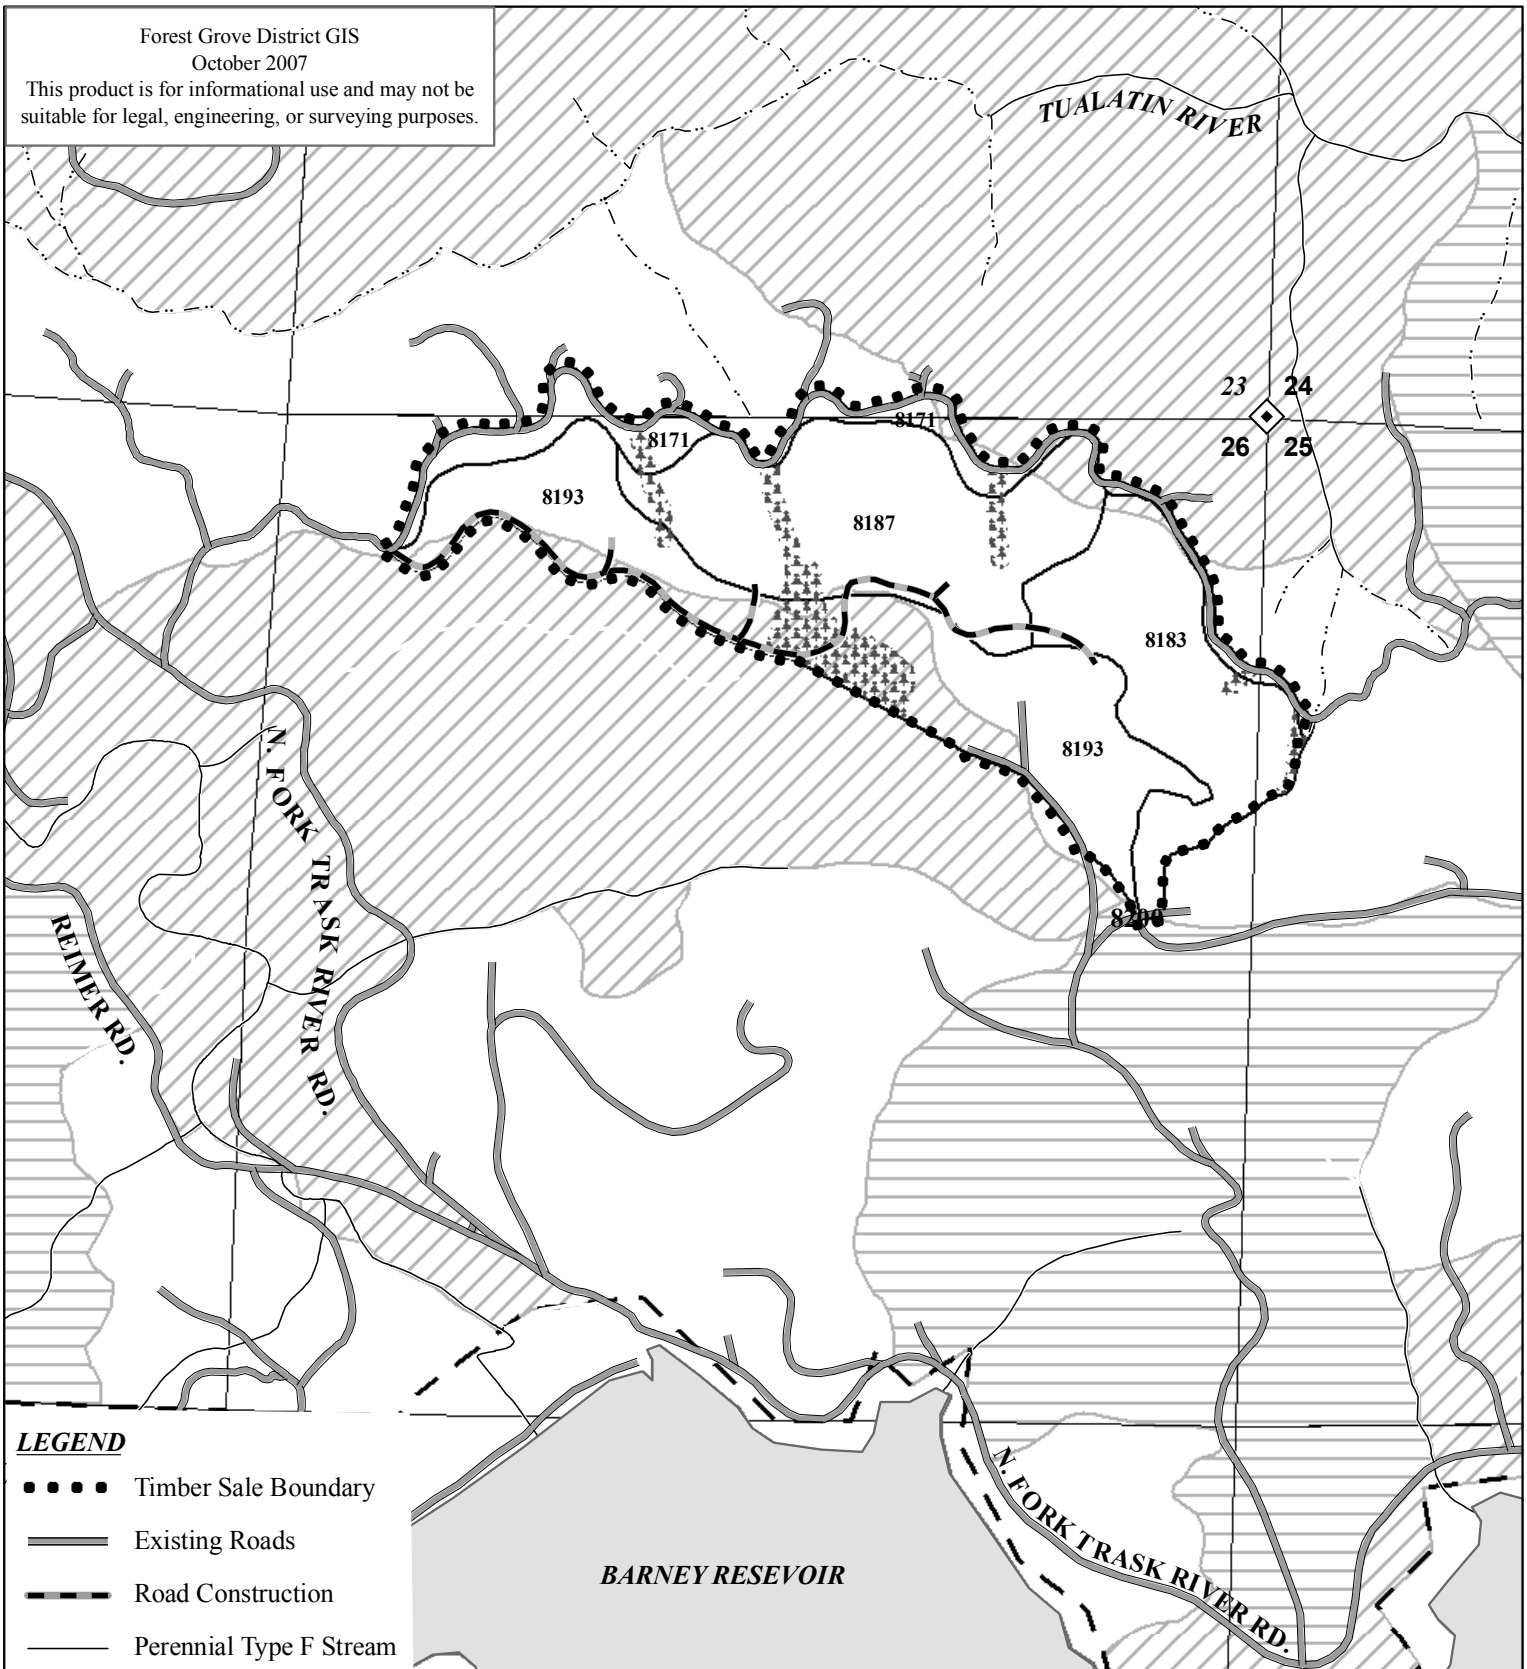 Forest Grove District GIS
October 2007
This product is for informational use and may not be
suitable for legal, engineering, or surveying purposes.
TUALATIN RIVER
23 24
26 25
8171
8171
8193
8187
8183
8193
8200
N. FORK TRASK RIVER RD.
REIMER RD.
LEGEND
Timber Sale Boundary
Existing Roads
Road Construction
Perennial Type F Stream
BARNEY RESEVOIR
N. FORK TRASK RIVER RD.